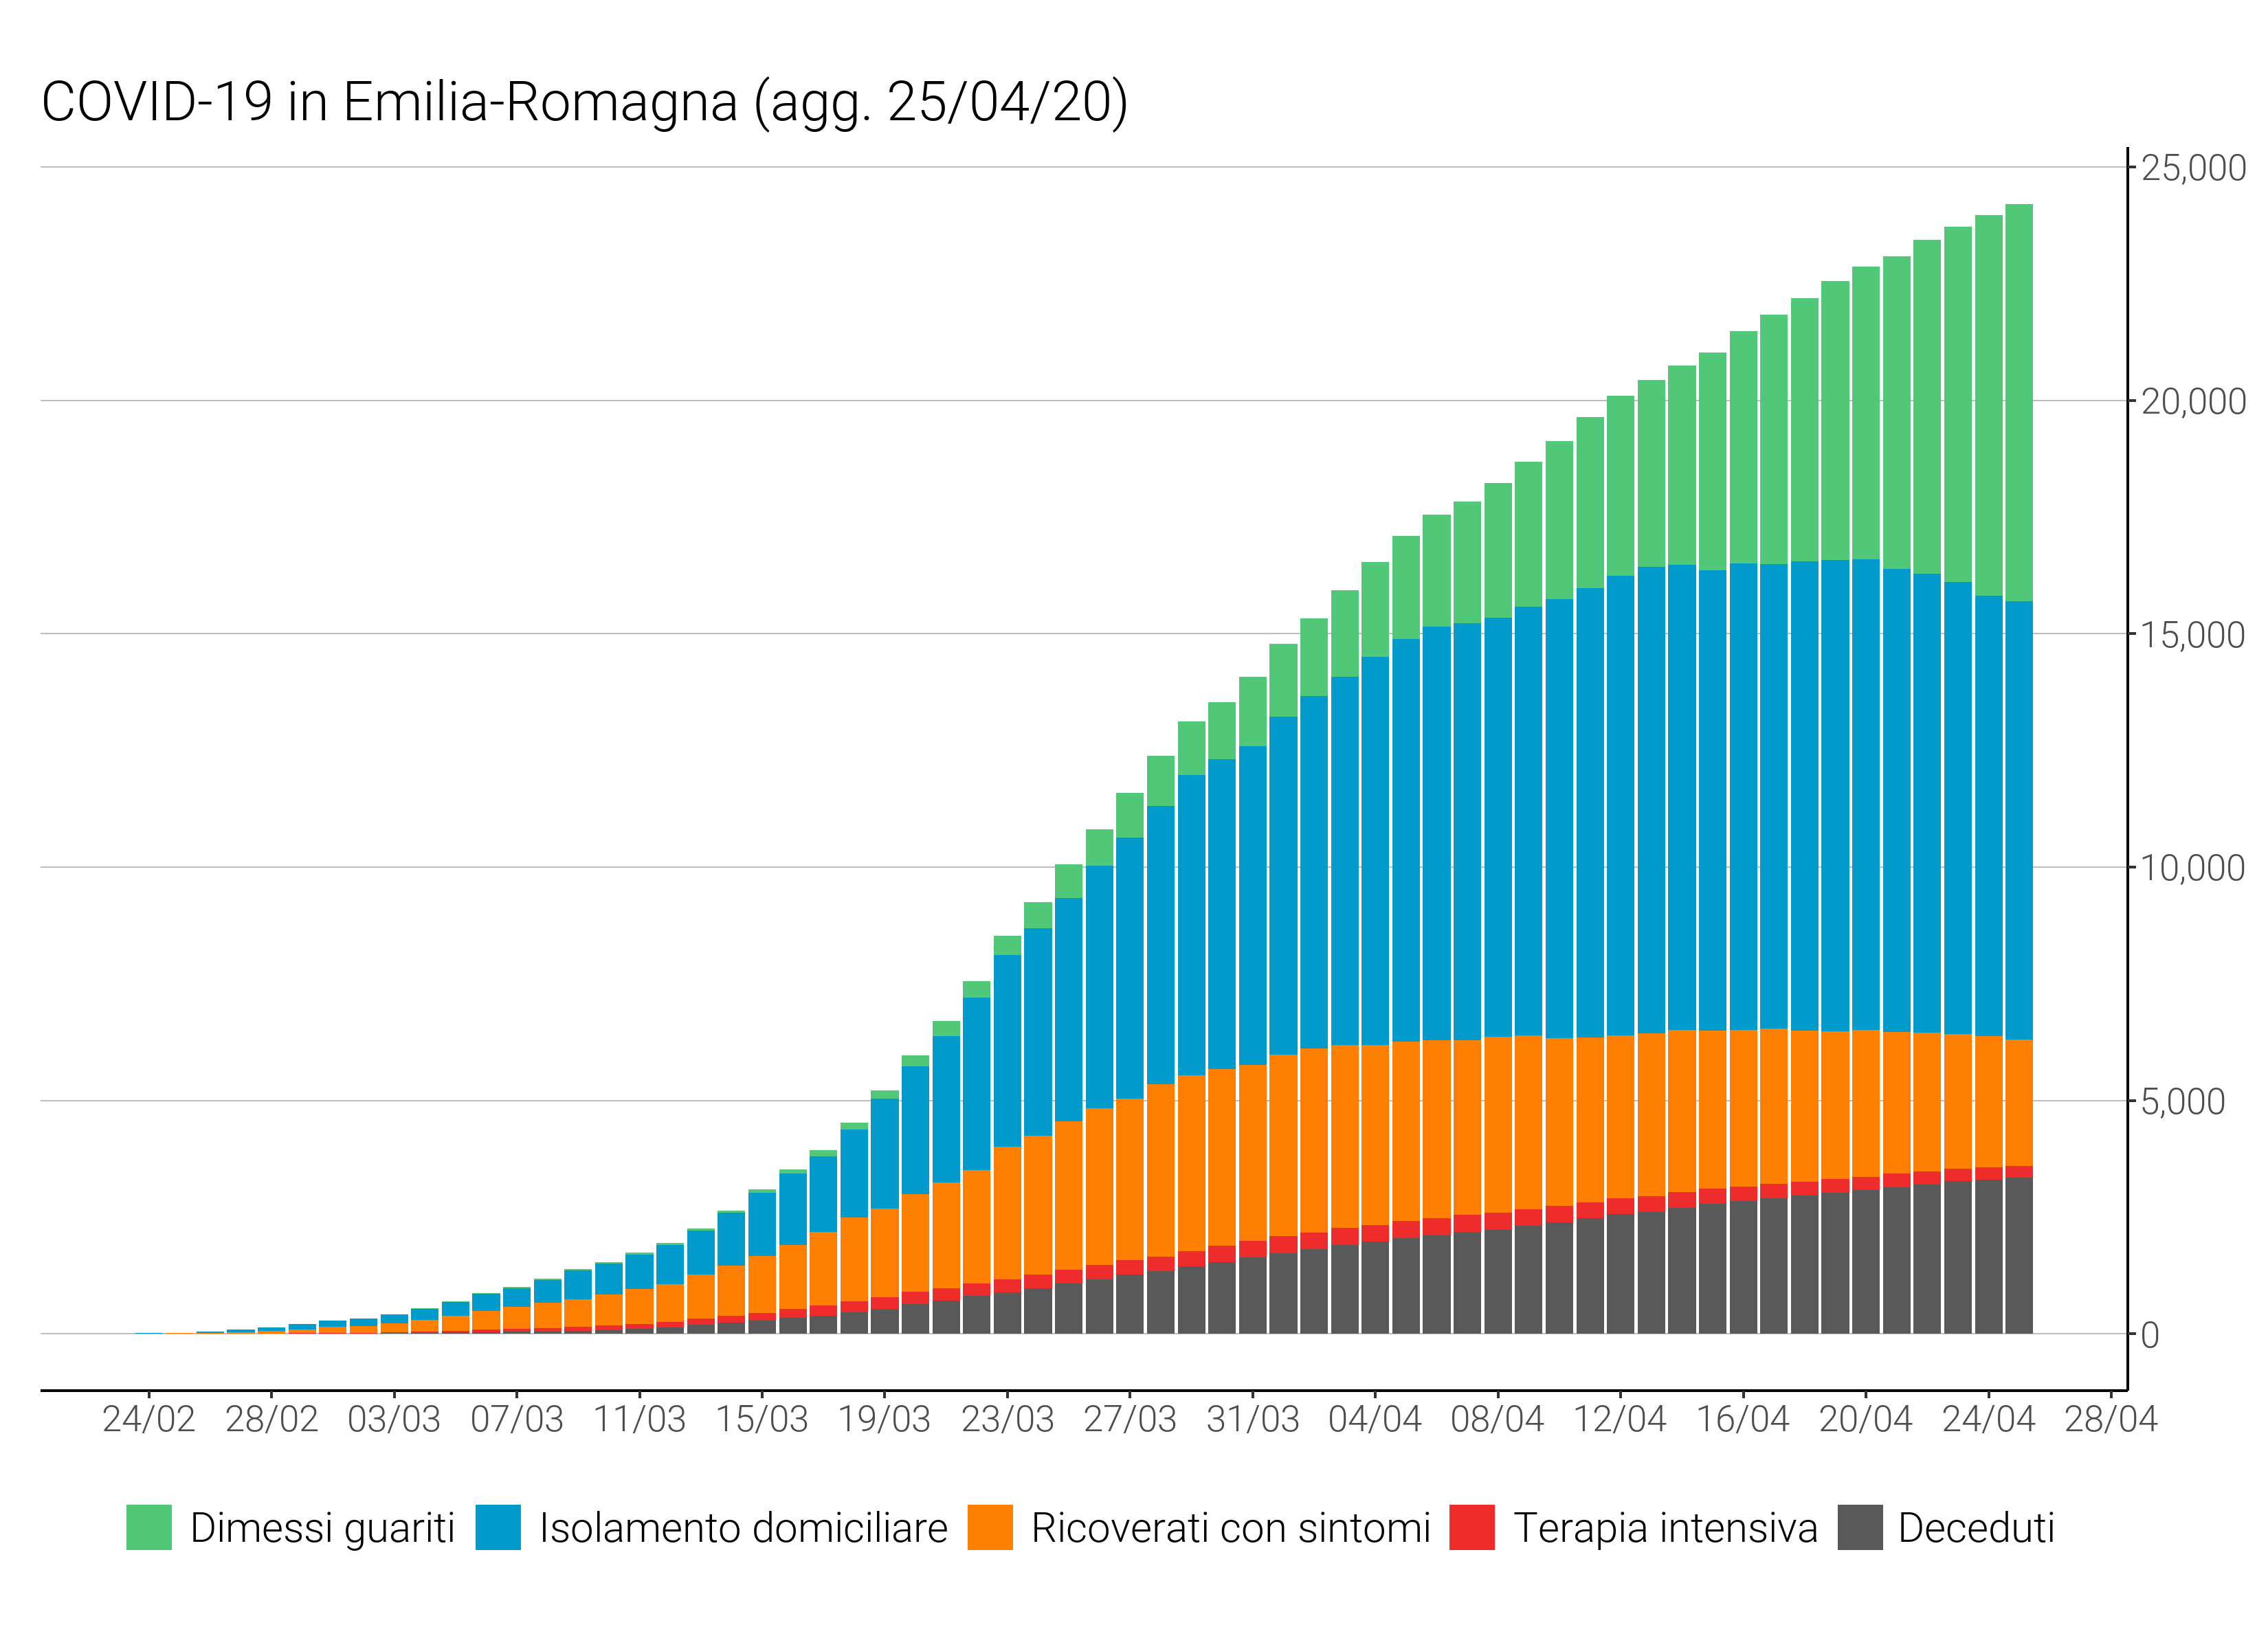 COVID-19 in Emilia-Romagna (agg. 25/04/20)
25,000
20,000
15,000
10,000
5,000
0
24/02 28/02 03/03 07/03 11/03 15/03 19/03 23/03 27/03 31/03 04/04 08/04 12/04 16/04 20/04 24/04 28/04
Dimessi guariti Isolamento domiciliare Ricoverati con sintomi Terapia intensiva Deceduti